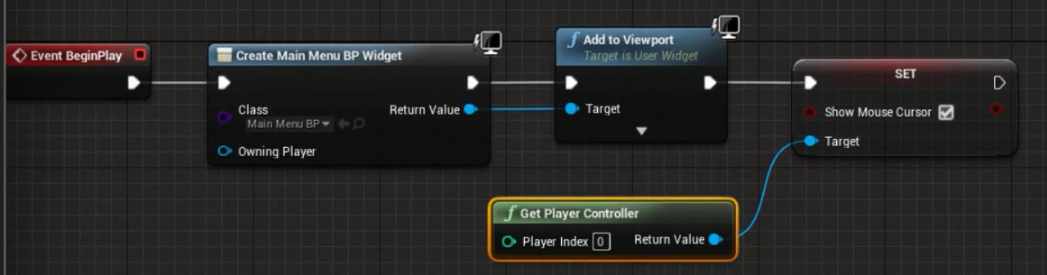 Event BeginPlay
Create Main Menu BP Widget
Class
Main Menu BP
Return Value
Owning Player
f Add to Viewport
Target is User Widget
Target
SET
Show Mouse Cursor
Target
f Get Player Controller
Player Index 0
Return Value